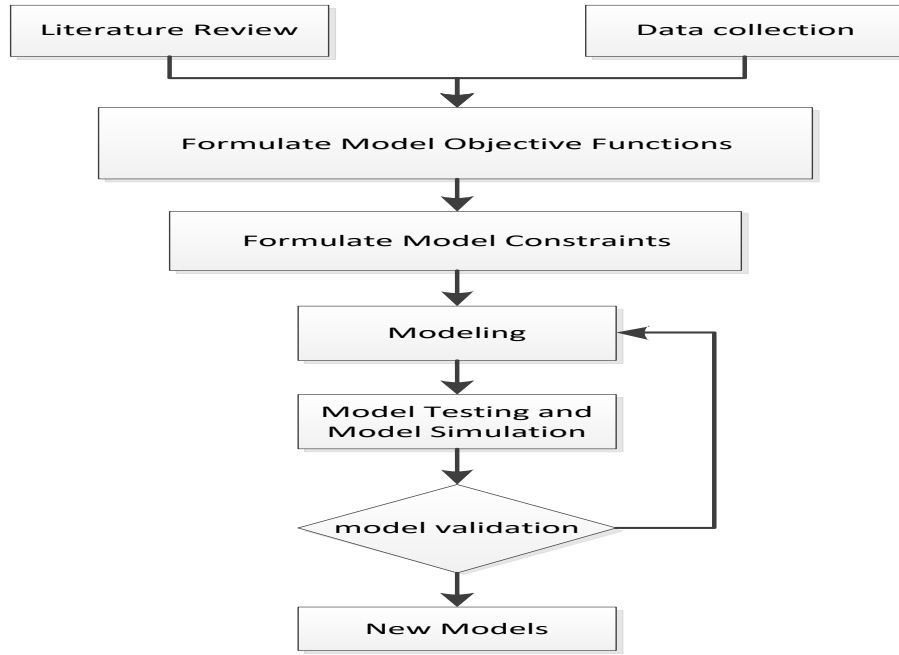 Literature Review
Data collection
Formulate Model Objective Functions
Formulate Model Constraints
Modeling
Model Testing and
Model Simulation
model validation
New Models